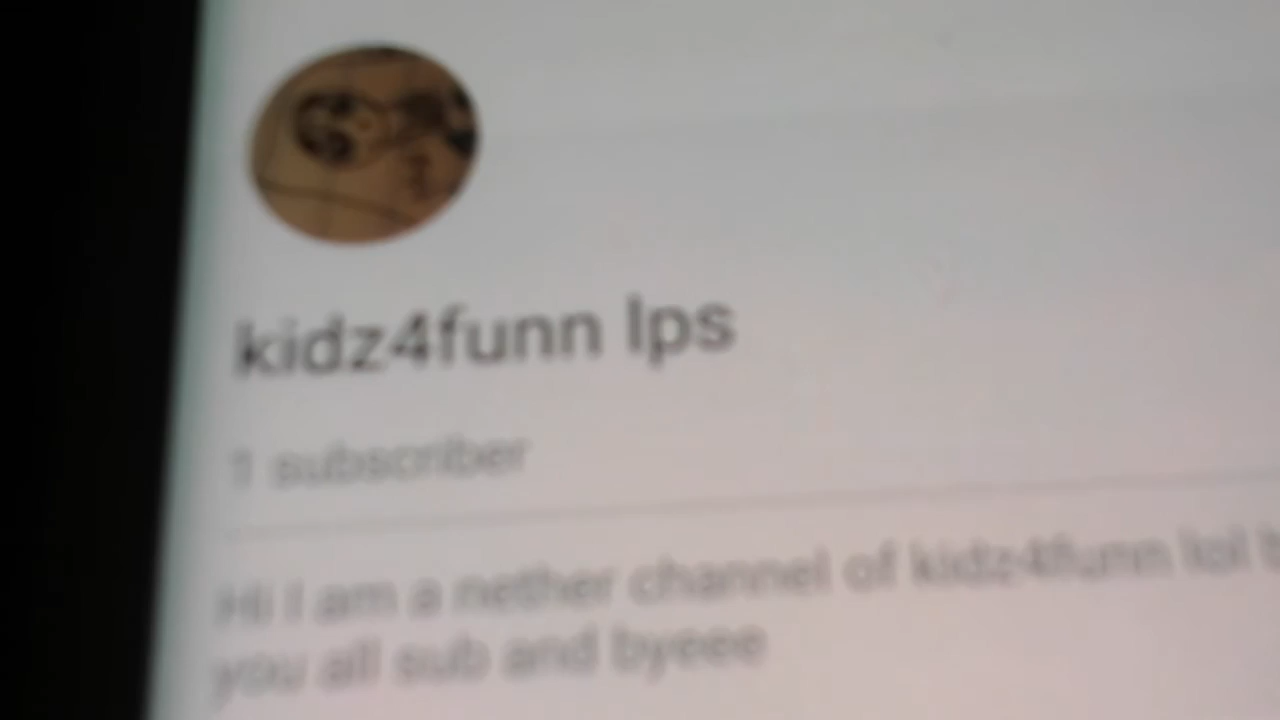 kidz4funn lps
1 subscriber
Hi I am a nether channel of kidz4funn lol
you all sub and byeee